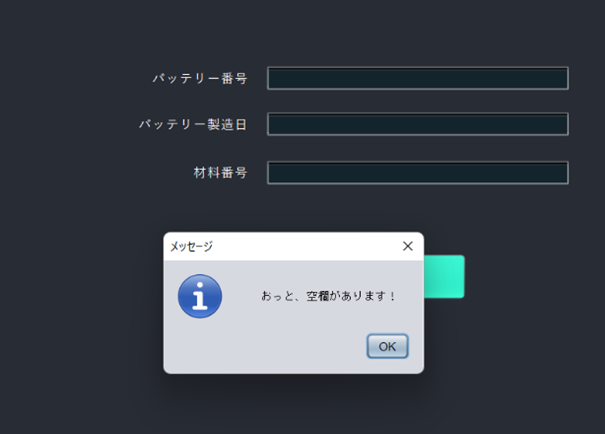 バッテリー番号
バッテリー製造日
材料番号
メッセージ
おっと、空欄があります！
OK